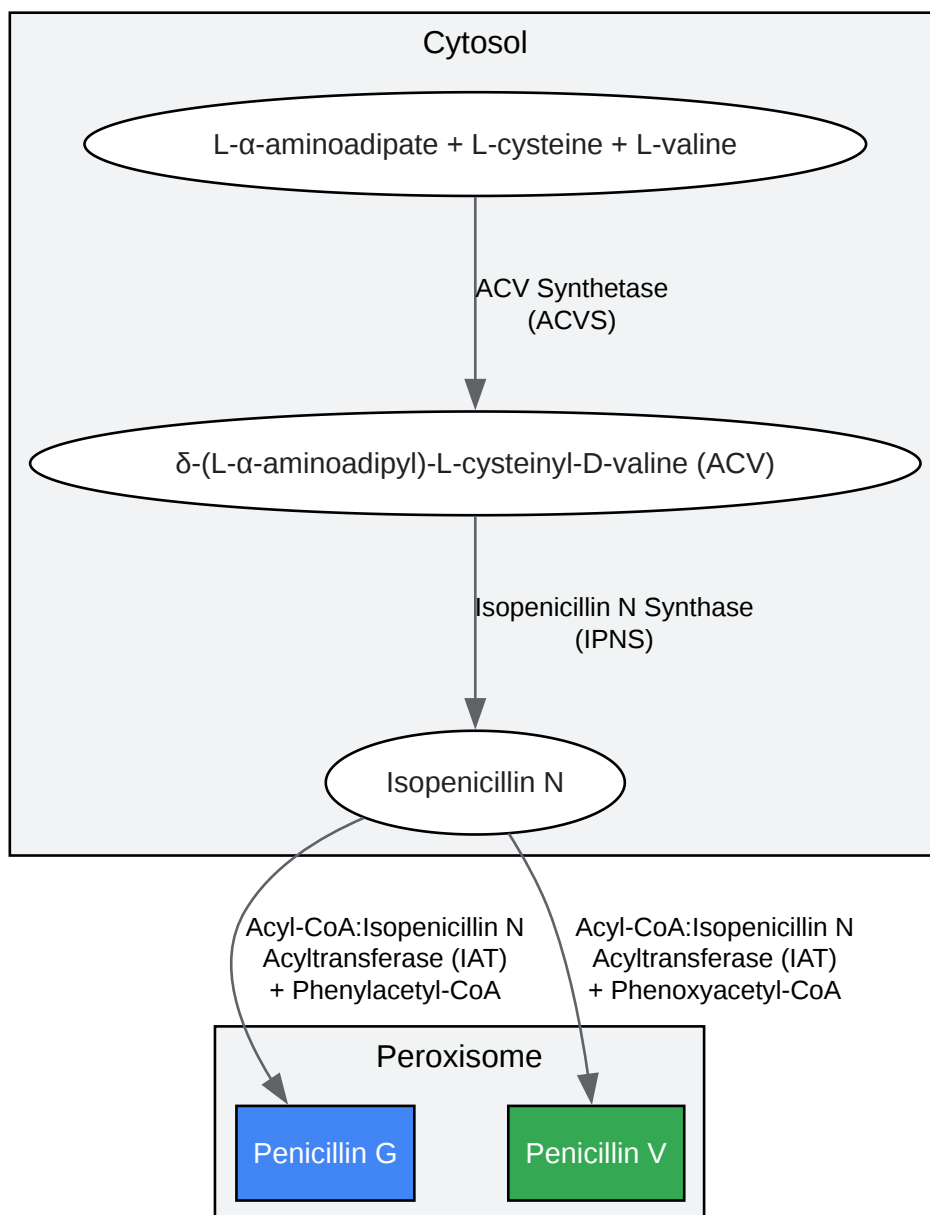 Cytosol
L-α-aminoadipate + L-cysteine + L-valine
ACV Synthetase
(ACVS)
δ-(L-α-aminoadipyl)-L-cysteinyl-D-valine (ACV)
Isopenicillin N Synthase
(IPNS)
Isopenicillin N
Acyl-CoA:Isopenicillin N
Acyltransferase (IAT)
+ Phenylacetyl-CoA
Acyl-CoA:Isopenicillin N
Acyltransferase (IAT)
+ Phenoxyacetyl-CoA
Peroxisome
Penicillin G
Penicillin V